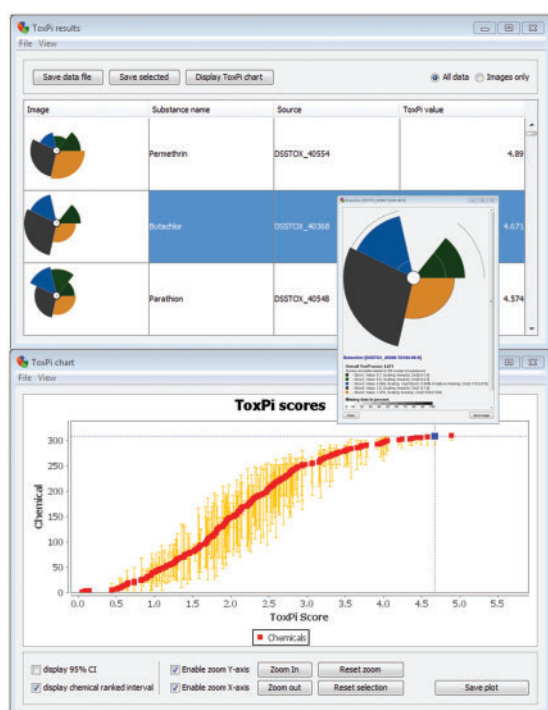 ToxPi results
File View
Save data file Save selected Display ToxPi chart All data Images only
Image Substance name Source ToxPi value
Permethrin DSSTOX_40554 4.89
Butachlor DSSTOX_40368 4.671
Parathion DSSTOX_40548 4.574
Missing data in percent
ToxPi chart
File View
ToxPi scores
Chemical
300
250
200
150
100
50
0
0.0 0.5 1.0 1.5 2.0 2.5 3.0 3.5 4.0 4.5 5.0 5.5
ToxPi Score
Chemicals
display 95% CI Enable zoom Y-axis Zoom In Reset zoom
display chemical ranked interval Enable zoom X-axis Zoom out Reset selection Save plot